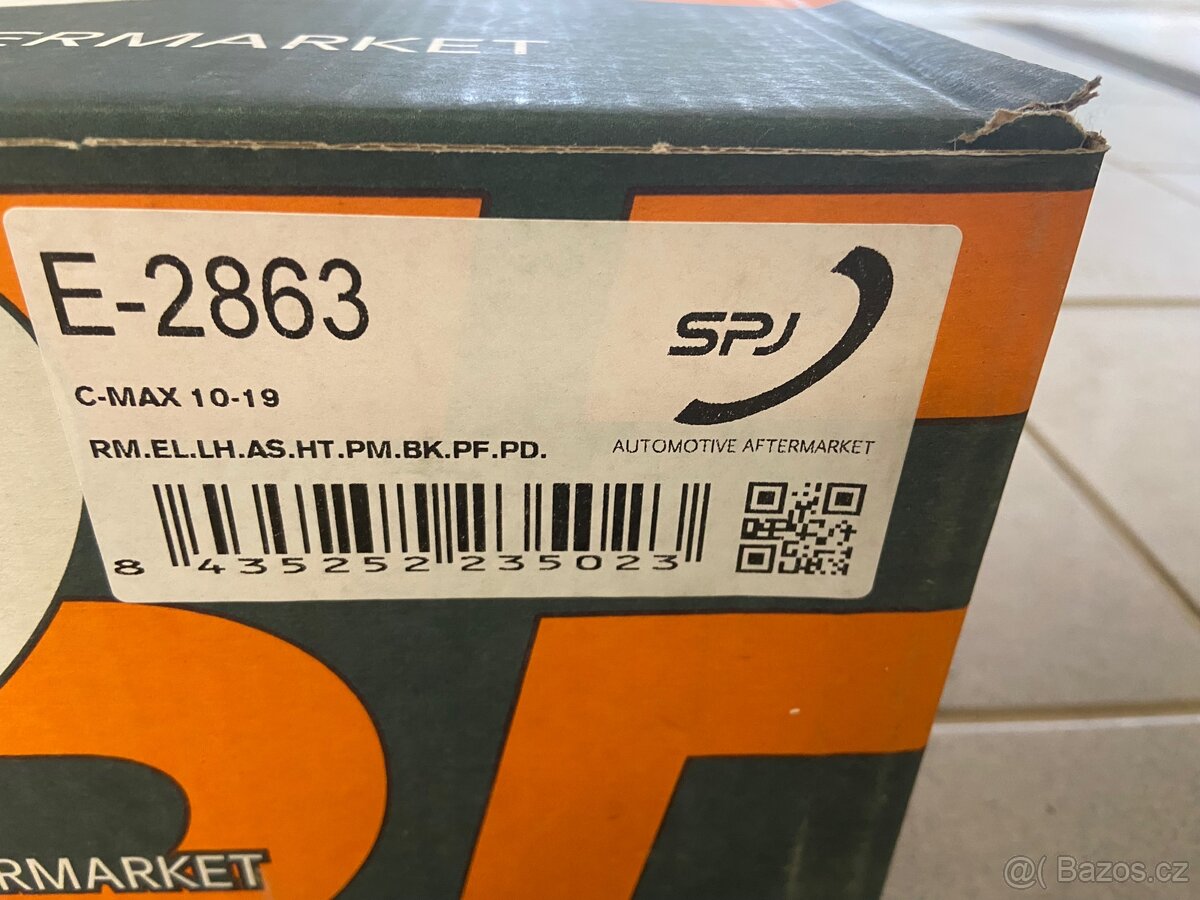 ERMARKET
E-2863
SPJ
C-MAX 10-19
RM.EL.LH.AS.HT.PM.BK.PF.PD.
AUTOMOTIVE AFTERMARKET
8 435252 235023
RMARKET
@( Bazos.cz